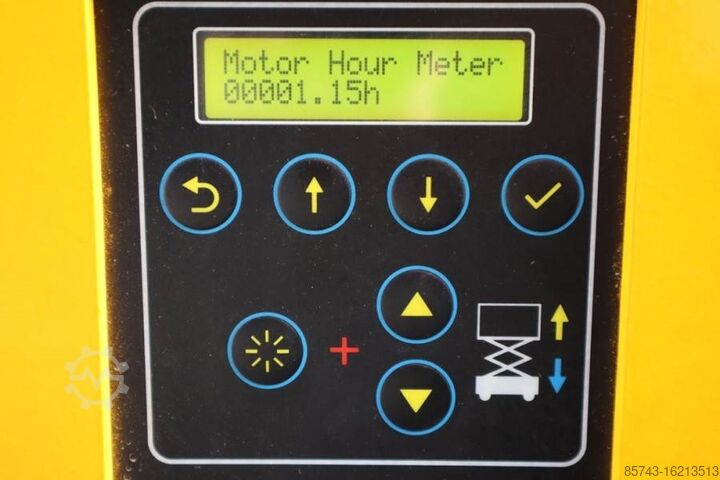 Motor Hour Meter
00001.15h
85743-16213513